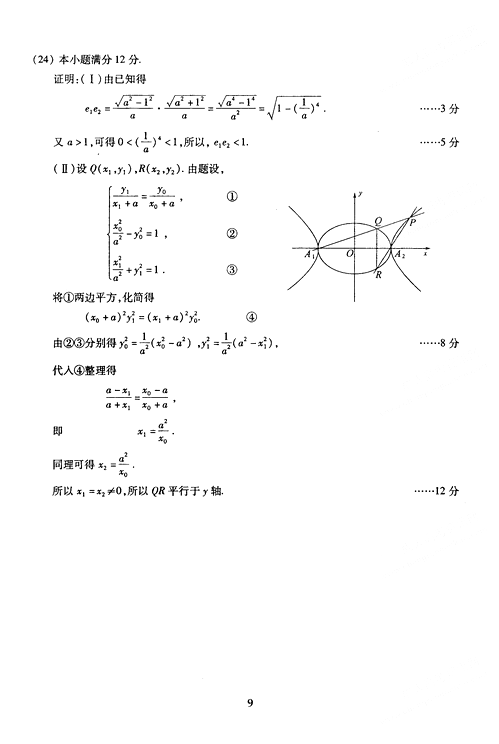 (24) 本小题满分 12 分.
证明:(Ⅰ)由已知得
e₁e₂ = √(a² - 1²)/a · √(a² + 1²)/a = √(a⁴ - 1⁴)/a² = √(1 - (1/a)⁴) . ……3 分
又 a > 1,可得 0 < (1/a)⁴ < 1,所以, e₁e₂ < 1. ……5 分
(Ⅱ)设 Q(x₁,y₁),R(x₂,y₂). 由题设,
y₁/(x₁ + a) = y₀/(x₀ + a) , ①
x₀²/a² - y₀² = 1 , ②
x₁²/a² + y₁² = 1 . ③
y
Q
P
A₁
O
A₂
x
R
将①两边平方,化简得
(x₀ + a)²y₁² = (x₁ + a)²y₀². ④
由②③分别得 y₀² = 1/a²(x₀² - a²) , y₁² = 1/a²(a² - x₁²), ……8 分
代入④整理得
(a - x₁)/(a + x₁) = (x₀ - a)/(x₀ + a) ,
即 x₁ = a²/x₀ .
同理可得 x₂ = a²/x₀ .
所以 x₁ = x₂ ≠ 0,所以 QR 平行于 y 轴. ……12 分
9